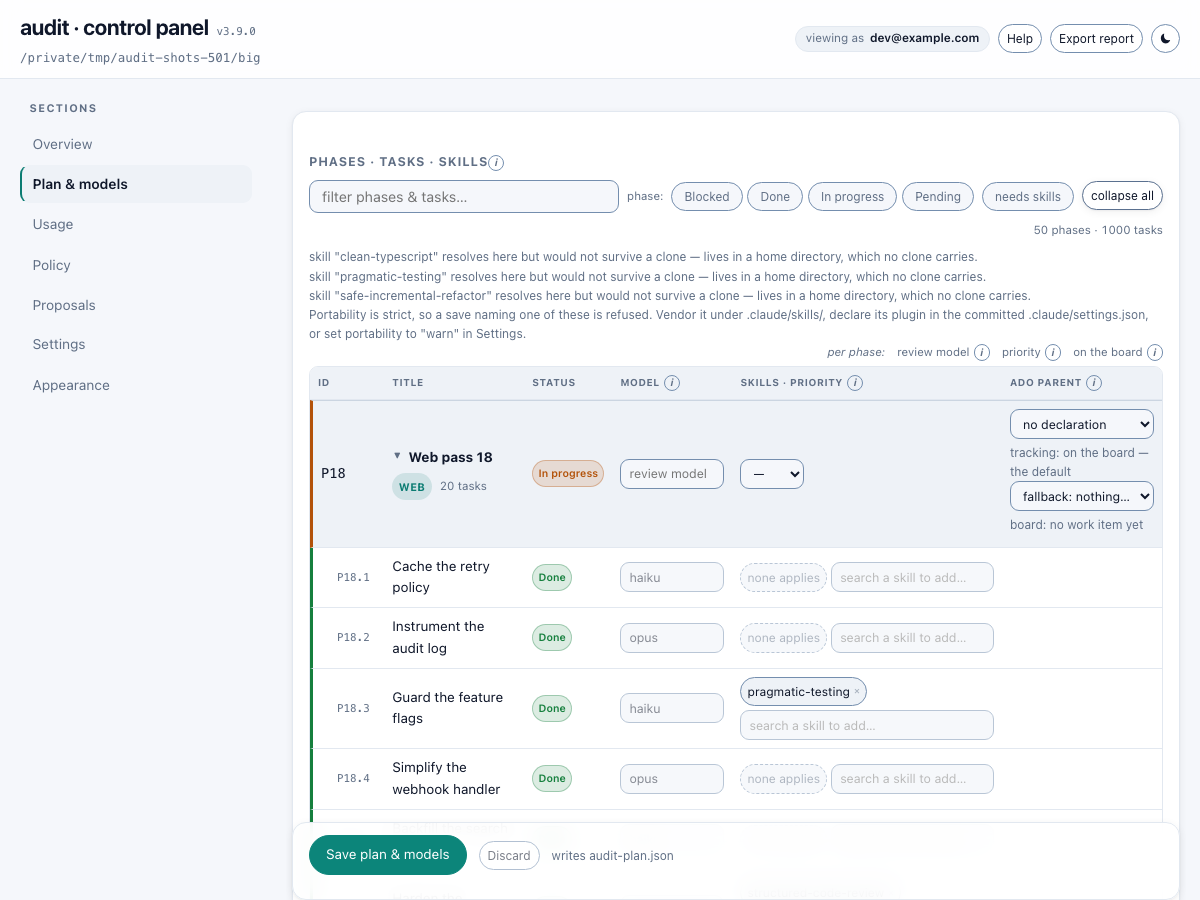 audit · control panel v3.9.0
/private/tmp/audit-shots-501/big
viewing as dev@example.com
Help
Export report
SECTIONS
Overview
Plan & models
Usage
Policy
Proposals
Settings
Appearance
PHASES · TASKS · SKILLS i
filter phases & tasks...
phase: Blocked Done In progress Pending needs skills collapse all
50 phases · 1000 tasks
skill "clean-typescript" resolves here but would not survive a clone — lives in a home directory, which no clone carries.
skill "pragmatic-testing" resolves here but would not survive a clone — lives in a home directory, which no clone carries.
skill "safe-incremental-refactor" resolves here but would not survive a clone — lives in a home directory, which no clone carries.
Portability is strict, so a save naming one of these is refused. Vendor it under .claude/skills/, declare its plugin in the committed .claude/settings.json,
or set portability to "warn" in Settings.
per phase: review model i priority i on the board i
ID TITLE STATUS MODEL i SKILLS · PRIORITY i ADO PARENT i
P18
▼ Web pass 18
WEB 20 tasks
In progress
review model
—
no declaration
tracking: on the board —
the default
fallback: nothing...
board: no work item yet
P18.1
Cache the retry
policy
Done
haiku
none applies
search a skill to add...
P18.2
Instrument the
audit log
Done
opus
none applies
search a skill to add...
P18.3
Guard the feature
flags
Done
haiku
pragmatic-testing ×
search a skill to add...
P18.4
Simplify the
webhook handler
Done
opus
none applies
search a skill to add...
Save plan & models
Discard
writes audit-plan.json